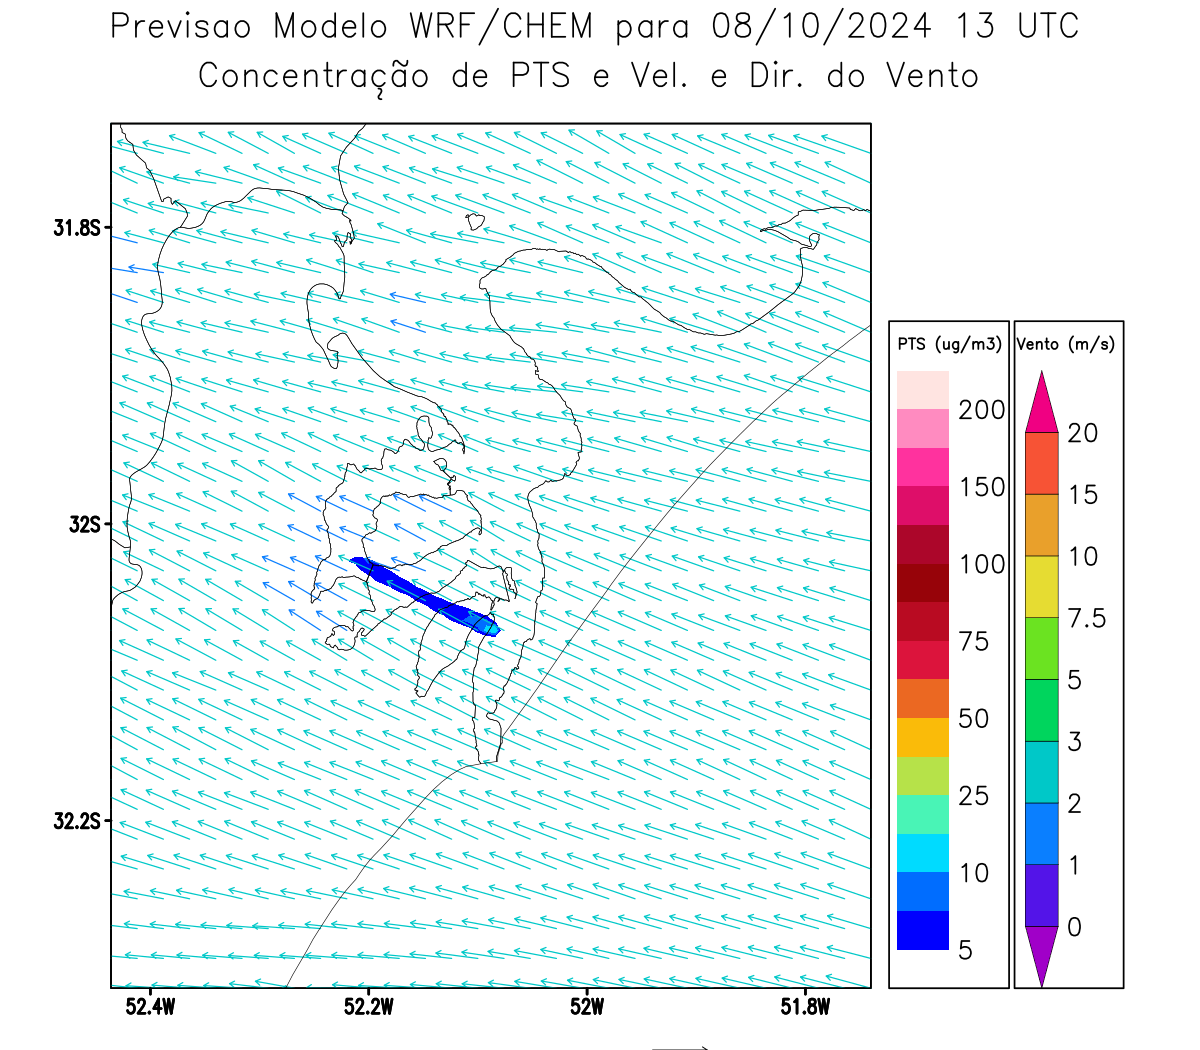 Previsao Modelo WRF/CHEM para 08/10/2024 13 UTC
Concentração de PTS e Vel. e Dir. do Vento
31.8S
32S
32.2S
52.4W
52.2W
52W
51.8W
PTS (ug/m3)
200
150
100
75
50
25
10
5
Vento (m/s)
20
15
10
7.5
5
3
2
1
0